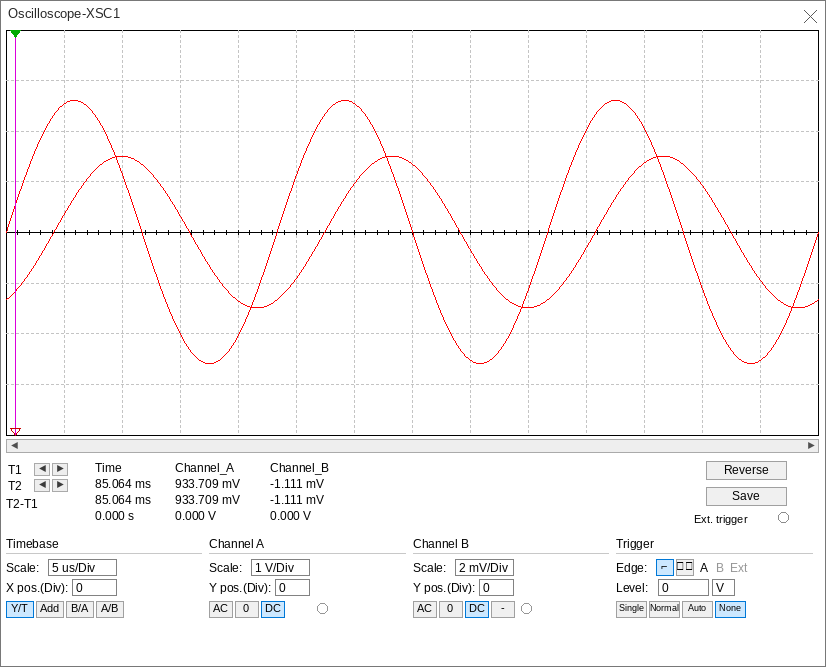 Oscilloscope-XSC1
Time Channel_A Channel_B
T1 85.064 ms 933.709 mV -1.111 mV
T2 85.064 ms 933.709 mV -1.111 mV
T2-T1 0.000 s 0.000 V 0.000 V
Reverse
Save
Ext. trigger
Timebase
Scale: 5 us/Div
X pos.(Div): 0
Y/T Add B/A A/B
Channel A
Scale: 1 V/Div
Y pos.(Div): 0
AC 0 DC
Channel B
Scale: 2 mV/Div
Y pos.(Div): 0
AC 0 DC -
Trigger
Edge: A B Ext
Level: 0 V
Single Normal Auto None